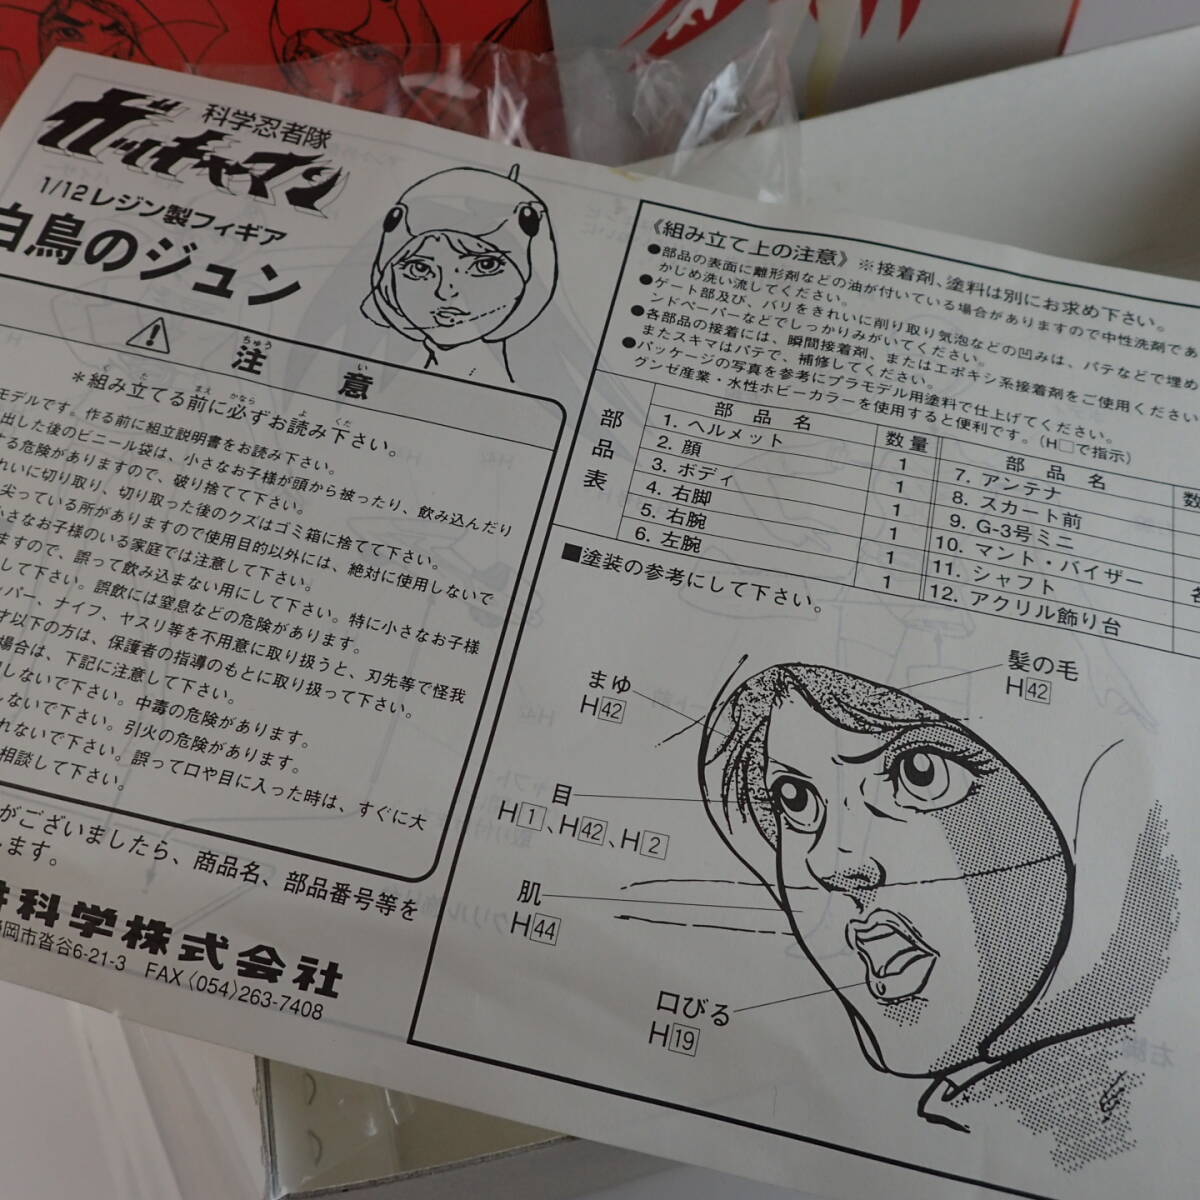 科学忍者隊
ガッチャマン
1/12レジン製フィギア
白鳥のジュン
ちゅう い
注 意
く た まえ かなら よ くだ
*組み立てる前に必ずお読み下さい。
モデルです。作る前に組立説明書をお読み下さい。
出した後のビニール袋は、小さなお子様が頭から被ったり、飲み込んだり
する危険がありますので、破り捨てて下さい。
れいに切り取り、切り取った後のクズはゴミ箱に捨てて下さい。
尖っている所がありますので使用目的以外には、絶対に使用しないで
小さなお子様のいる家庭では注意して下さい。
ますので、誤って飲み込まない用にして下さい。特に小さなお子様
して下さい。誤飲には窒息などの危険があります。
ッパー、ナイフ、ヤスリ等を不用意に取り扱うと、刃先等で怪我
才以下の方は、保護者の指導のもとに取り扱って下さい。
場合は、下記に注意して下さい。
しないで下さい。中毒の危険があります。
しないで下さい。引火の危険があります。
れないで下さい。誤って口や目に入った時は、すぐに大
相談して下さい。
がございましたら、商品名、部品番号等を
します。
科学株式会社
岡市沓谷6-21-3 FAX〈054〉263-7408
《組み立て上の注意》※接着剤、塗料は別にお求め下さい。
●部品の表面に離形剤などの油が付いている場合がありますので中性洗剤であ
かじめ洗い流してください。
●ゲート部及び、バリをきれいに削り取り気泡などの凹みは、パテなどで埋め
ンドペーパーなどでしっかりみがいてください。
●各部品の接着には、瞬間接着剤、またはエポキシ系接着剤をご使用ください
またスキマはパテで、補修してください。
●パッケージの写真を参考にプラモデル用塗料で仕上げてください。
グンゼ産業・水性ホビーカラーを使用すると便利です。(H□で指示)
部品表
部 品 名 数量
1. ヘルメット 1
2. 顔 1
3. ボディ 1
4. 右脚 1
5. 右腕 1
6. 左腕 1
部 品 名 数
7. アンテナ
8. スカート前
9. G-3号ミニ
10. マント・バイザー
11. シャフト 各
12. アクリル飾り台
■塗装の参考にして下さい。
髪の毛
H42
まゆ
H42
目
H1、H42、H2
肌
H44
口びる
H19